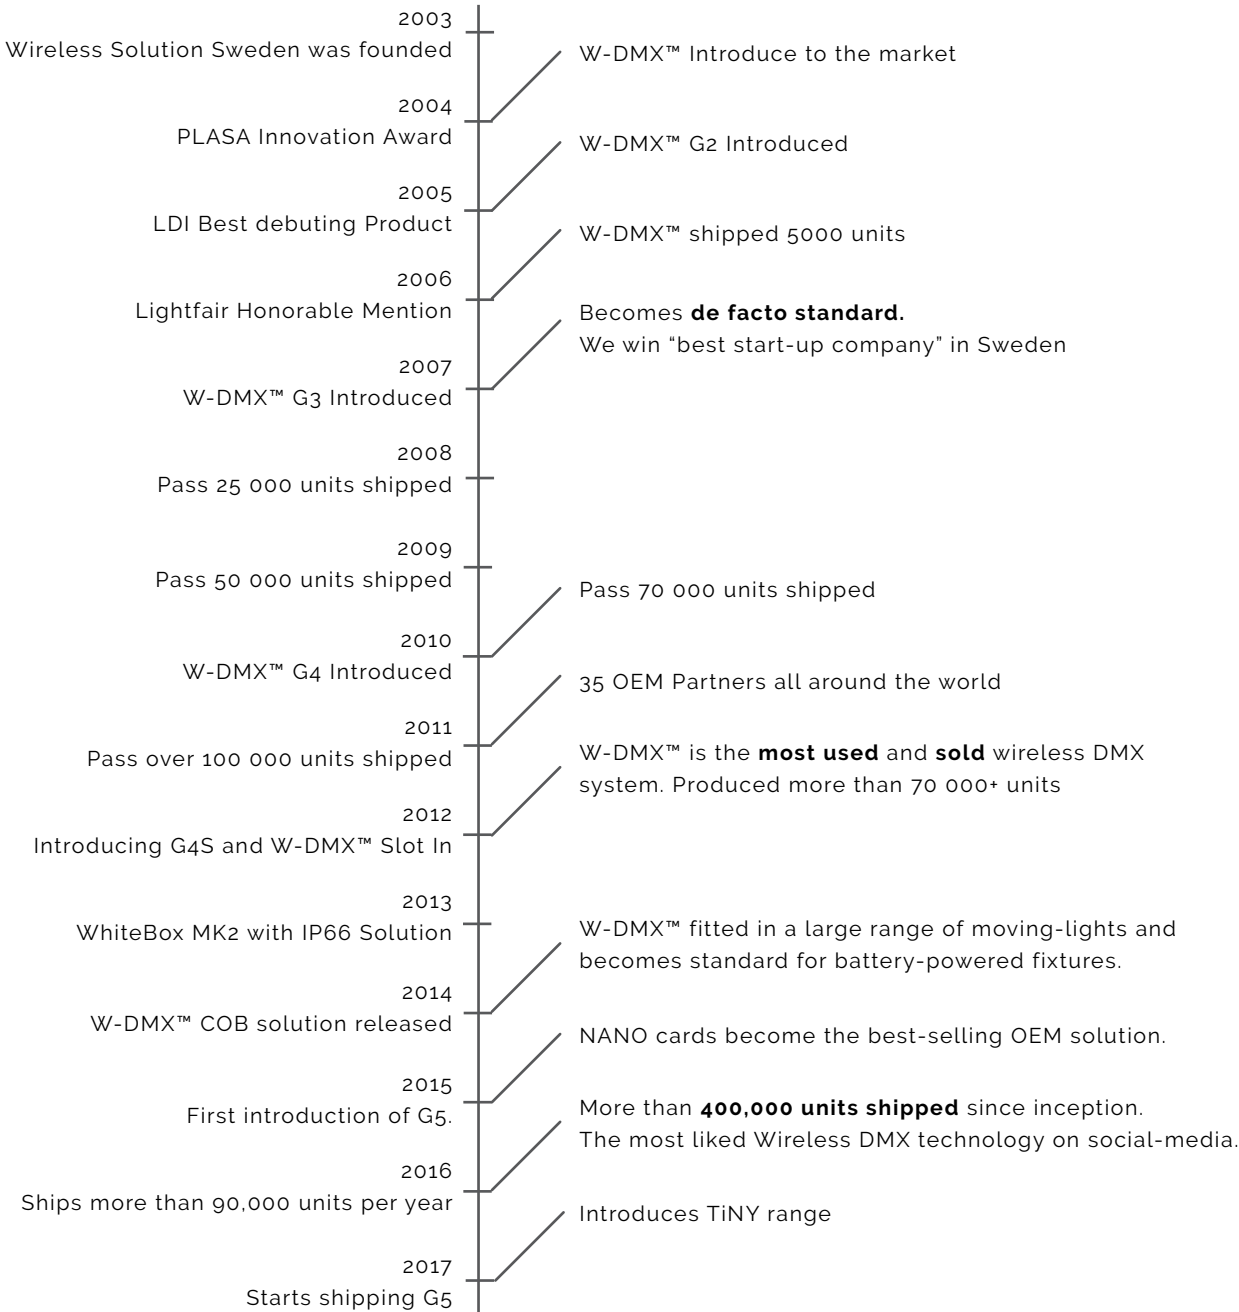 2003
Wireless Solution Sweden was founded
W-DMX™ Introduce to the market
2004
PLASA Innovation Award
W-DMX™ G2 Introduced
2005
LDI Best debuting Product
W-DMX™ shipped 5000 units
2006
Lightfair Honorable Mention
Becomes de facto standard.
We win “best start-up company” in Sweden
2007
W-DMX™ G3 Introduced
2008
Pass 25 000 units shipped
2009
Pass 50 000 units shipped
Pass 70 000 units shipped
2010
W-DMX™ G4 Introduced
35 OEM Partners all around the world
2011
Pass over 100 000 units shipped
W-DMX™ is the most used and sold wireless DMX
system. Produced more than 70 000+ units
2012
Introducing G4S and W-DMX™ Slot In
2013
WhiteBox MK2 with IP66 Solution
W-DMX™ fitted in a large range of moving-lights and
becomes standard for battery-powered fixtures.
2014
W-DMX™ COB solution released
NANO cards become the best-selling OEM solution.
2015
First introduction of G5.
More than 400,000 units shipped since inception.
The most liked Wireless DMX technology on social-media.
2016
Ships more than 90,000 units per year
Introduces TiNY range
2017
Starts shipping G5